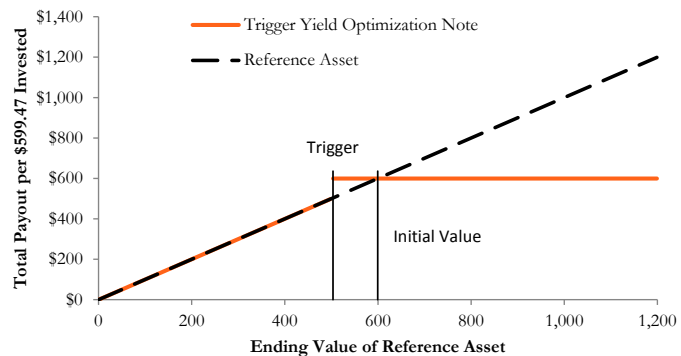 $1,400
$1,200
$1,000
$800
$600
$400
$200
$0
Total Payout per $599.47 Invested
Trigger Yield Optimization Note
Reference Asset
Trigger
Initial Value
0
200
400
600
800
1,000
1,200
Ending Value of Reference Asset